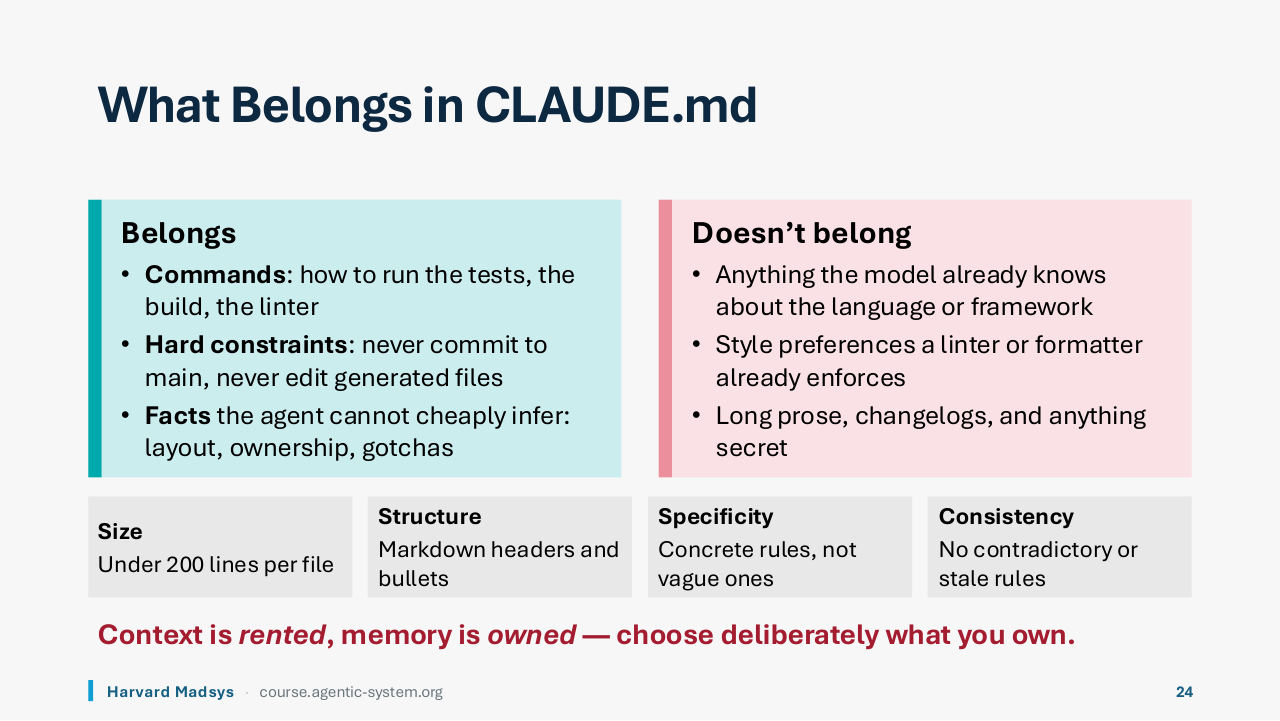 What Belongs in CLAUDE.md
Belongs
• Commands: how to run the tests, the
build, the linter
• Hard constraints: never commit to
main, never edit generated files
• Facts the agent cannot cheaply infer:
layout, ownership, gotchas
Doesn’t belong
• Anything the model already knows
about the language or framework
• Style preferences a linter or formatter
already enforces
• Long prose, changelogs, and anything
secret
Size
Under 200 lines per file
Structure
Markdown headers and
bullets
Specificity
Concrete rules, not
vague ones
Consistency
No contradictory or
stale rules
Context is rented, memory is owned — choose deliberately what you own.
Harvard Madsys · course.agentic-system.org
24